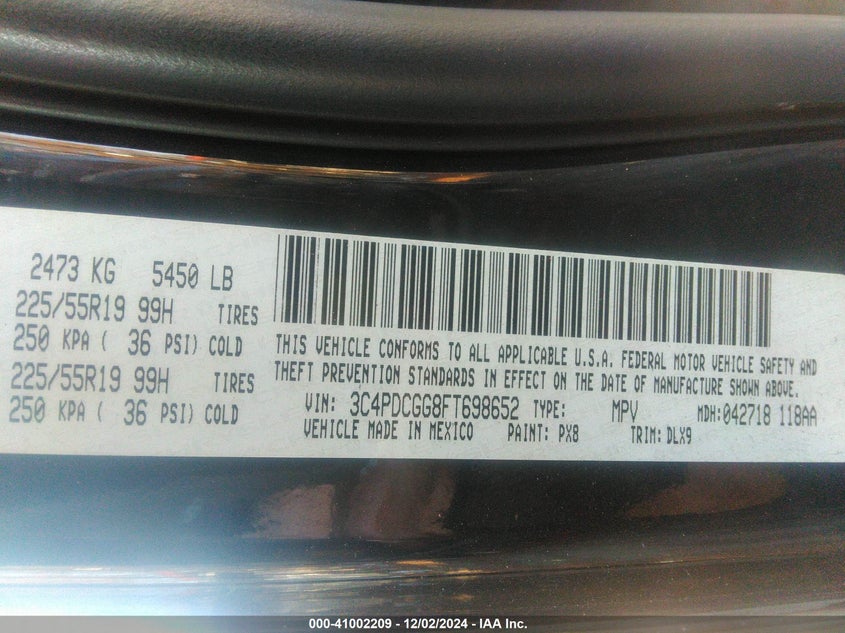 2473 KG 5450 LB
225/55R19 99H TIRES
250 KPA ( 36 PSI) COLD
225/55R19 99H TIRES
250 KPA ( 36 PSI) COLD
THIS VEHICLE CONFORMS TO ALL APPLICABLE U.S.A. FEDERAL MOTOR VEHICLE SAFETY AND
THEFT PREVENTION STANDARDS IN EFFECT ON THE DATE OF MANUFACTURE SHOWN ABOVE.
VIN: 3C4PDCGG8FT698652 TYPE: MPV MDH:042718 118AA
VEHICLE MADE IN MEXICO PAINT: PX8 TRIM: DLX9
000-41002209 - 12/02/2024 - IAA Inc.